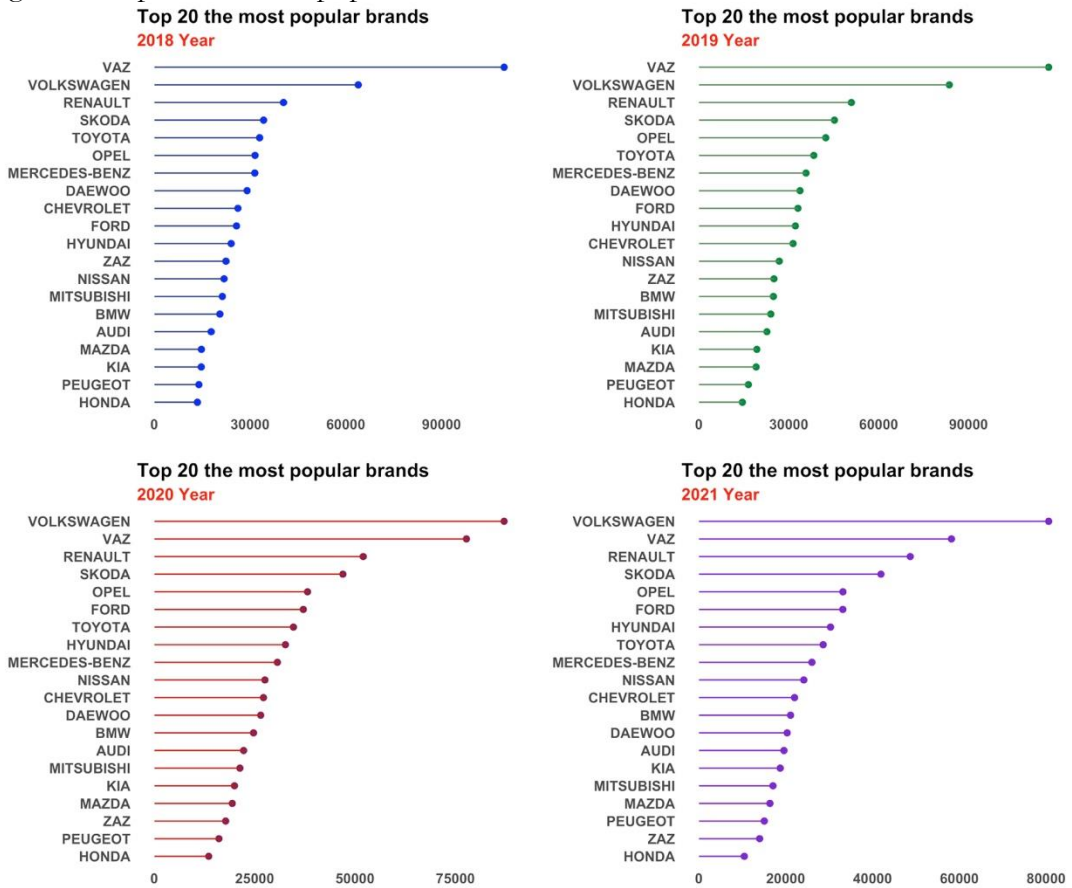 Top 20 the most popular brands
2018 Year
VAZ
VOLKSWAGEN
RENAULT
SKODA
TOYOTA
OPEL
MERCEDES-BENZ
DAEWOO
CHEVROLET
FORD
HYUNDAI
ZAZ
NISSAN
MITSUBISHI
BMW
AUDI
MAZDA
KIA
PEUGEOT
HONDA
0 30000 60000 90000
Top 20 the most popular brands
2019 Year
VAZ
VOLKSWAGEN
RENAULT
SKODA
OPEL
TOYOTA
MERCEDES-BENZ
DAEWOO
FORD
HYUNDAI
CHEVROLET
NISSAN
ZAZ
BMW
MITSUBISHI
AUDI
KIA
MAZDA
PEUGEOT
HONDA
0 30000 60000 90000
Top 20 the most popular brands
2020 Year
VOLKSWAGEN
VAZ
RENAULT
SKODA
OPEL
FORD
TOYOTA
HYUNDAI
MERCEDES-BENZ
NISSAN
CHEVROLET
DAEWOO
BMW
AUDI
MITSUBISHI
KIA
MAZDA
ZAZ
PEUGEOT
HONDA
0 25000 50000 75000
Top 20 the most popular brands
2021 Year
VOLKSWAGEN
VAZ
RENAULT
SKODA
OPEL
FORD
HYUNDAI
TOYOTA
MERCEDES-BENZ
NISSAN
CHEVROLET
BMW
DAEWOO
AUDI
KIA
MITSUBISHI
MAZDA
PEUGEOT
ZAZ
HONDA
0 20000 40000 60000 80000